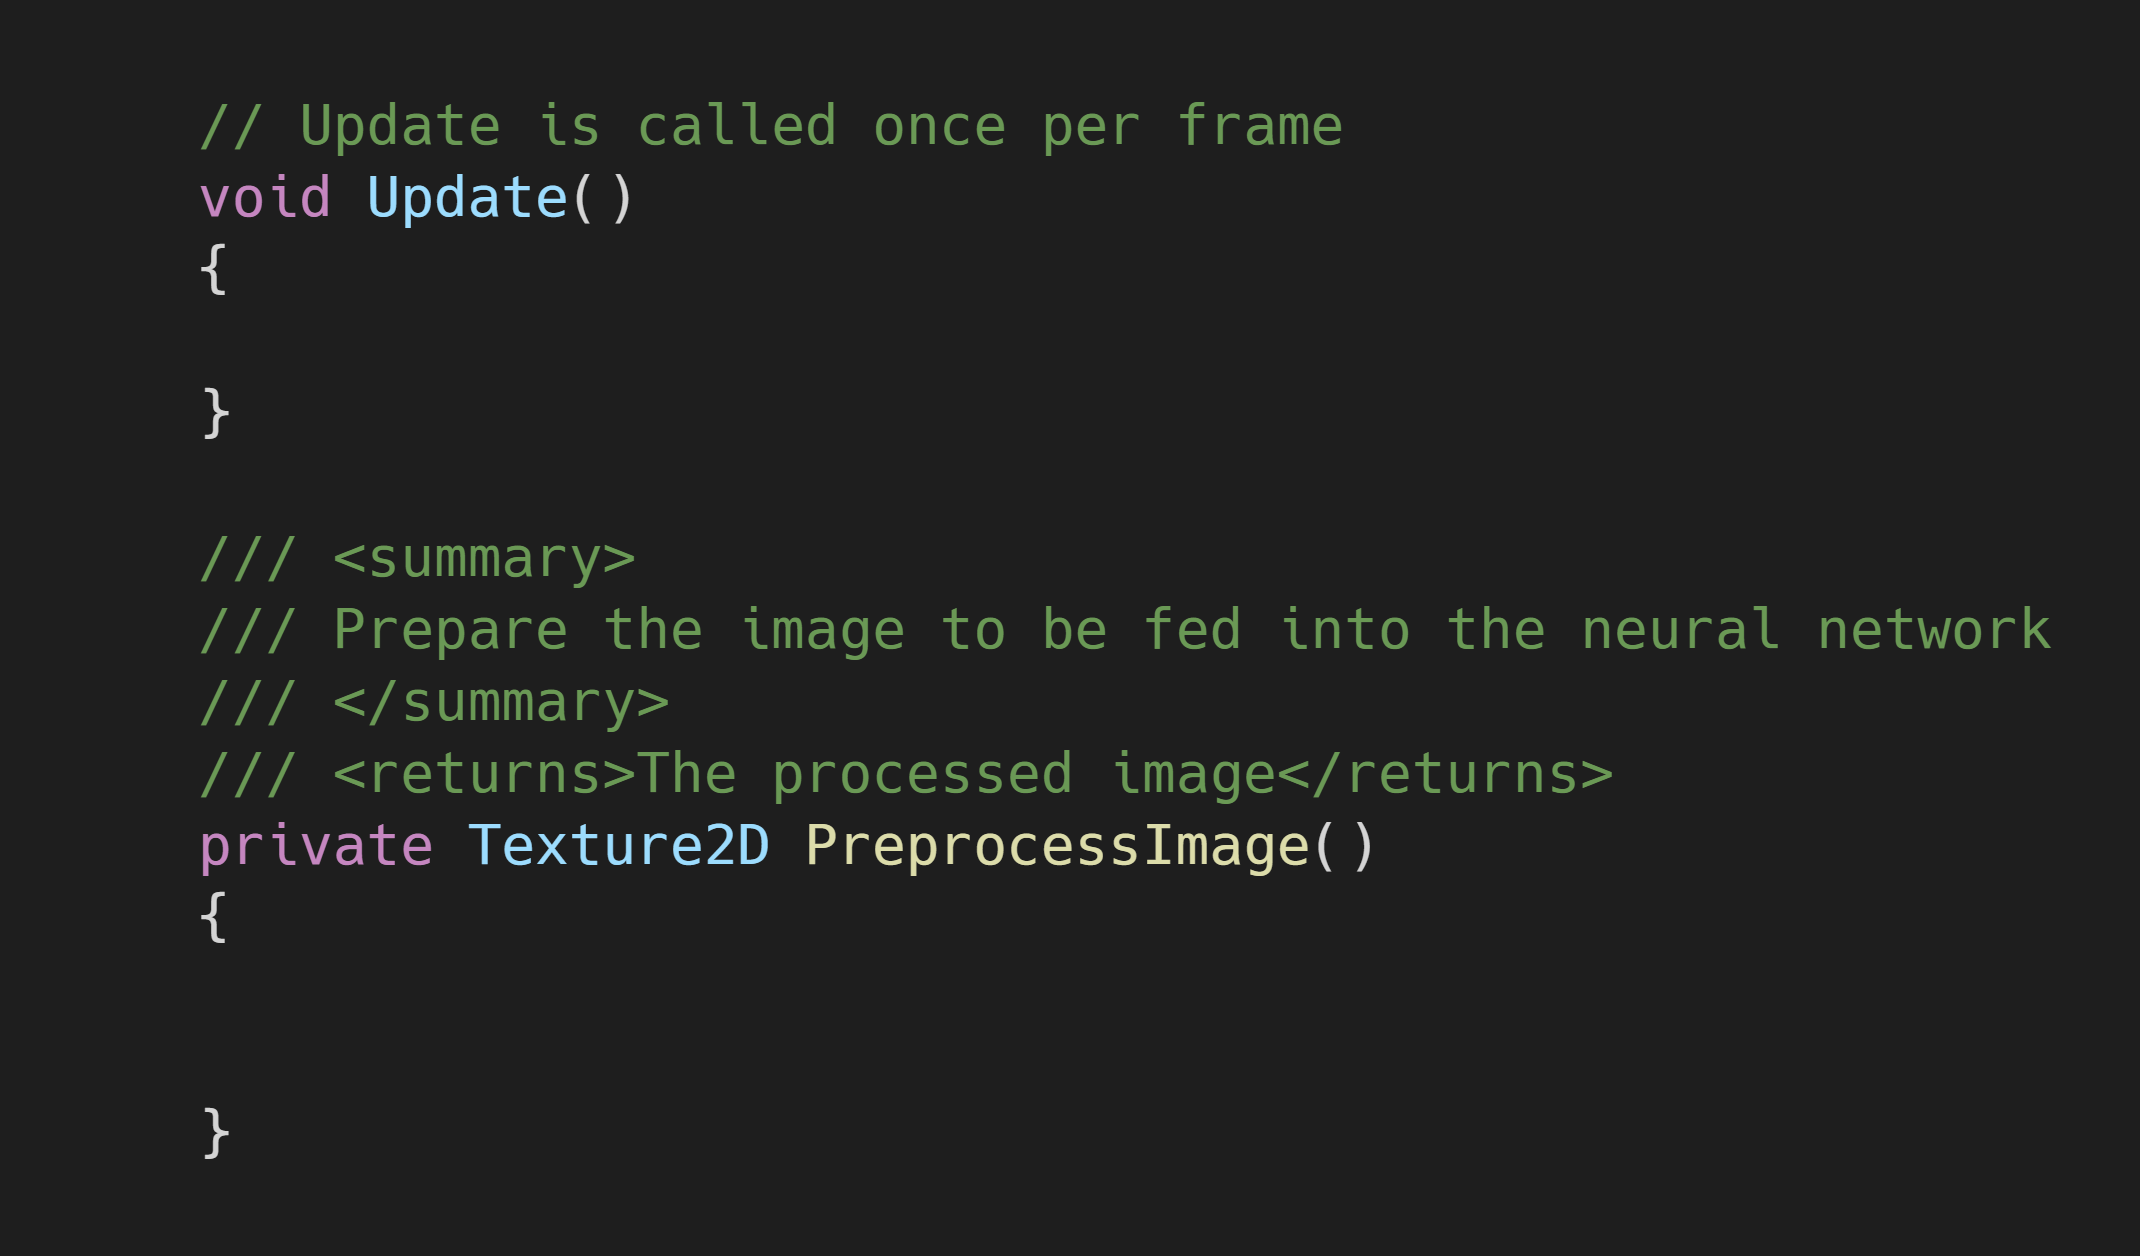 // Update is called once per frame
void Update()
{
}
/// <summary>
/// Prepare the image to be fed into the neural network
/// </summary>
/// <returns>The processed image</returns>
private Texture2D PreprocessImage()
{
}